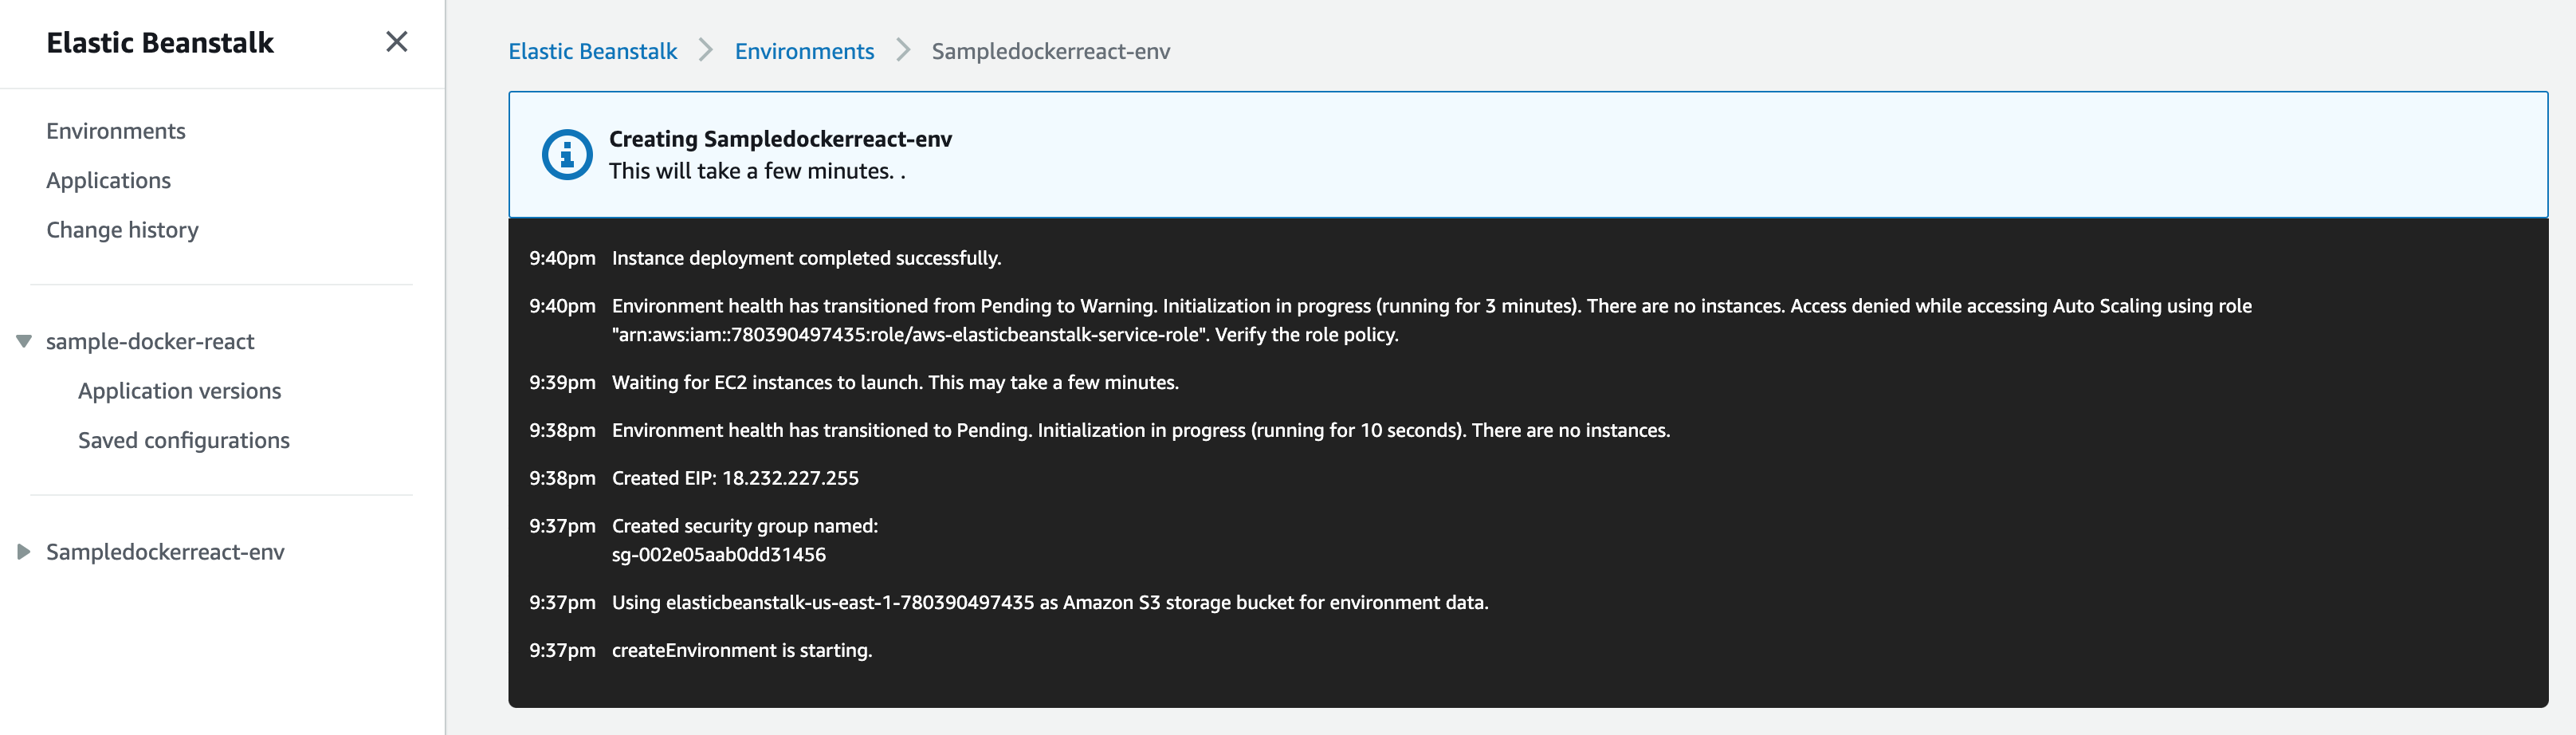 Elastic Beanstalk
Environments
Applications
Change history
sample-docker-react
Application versions
Saved configurations
Sampledockerreact-env
Elastic Beanstalk > Environments > Sampledockerreact-env
Creating Sampledockerreact-env
This will take a few minutes. .
9:40pm Instance deployment completed successfully.
9:40pm Environment health has transitioned from Pending to Warning. Initialization in progress (running for 3 minutes). There are no instances. Access denied while accessing Auto Scaling using role
"arn:aws:iam::780390497435:role/aws-elasticbeanstalk-service-role". Verify the role policy.
9:39pm Waiting for EC2 instances to launch. This may take a few minutes.
9:38pm Environment health has transitioned to Pending. Initialization in progress (running for 10 seconds). There are no instances.
9:38pm Created EIP: 18.232.227.255
9:37pm Created security group named:
sg-002e05aab0dd31456
9:37pm Using elasticbeanstalk-us-east-1-780390497435 as Amazon S3 storage bucket for environment data.
9:37pm createEnvironment is starting.